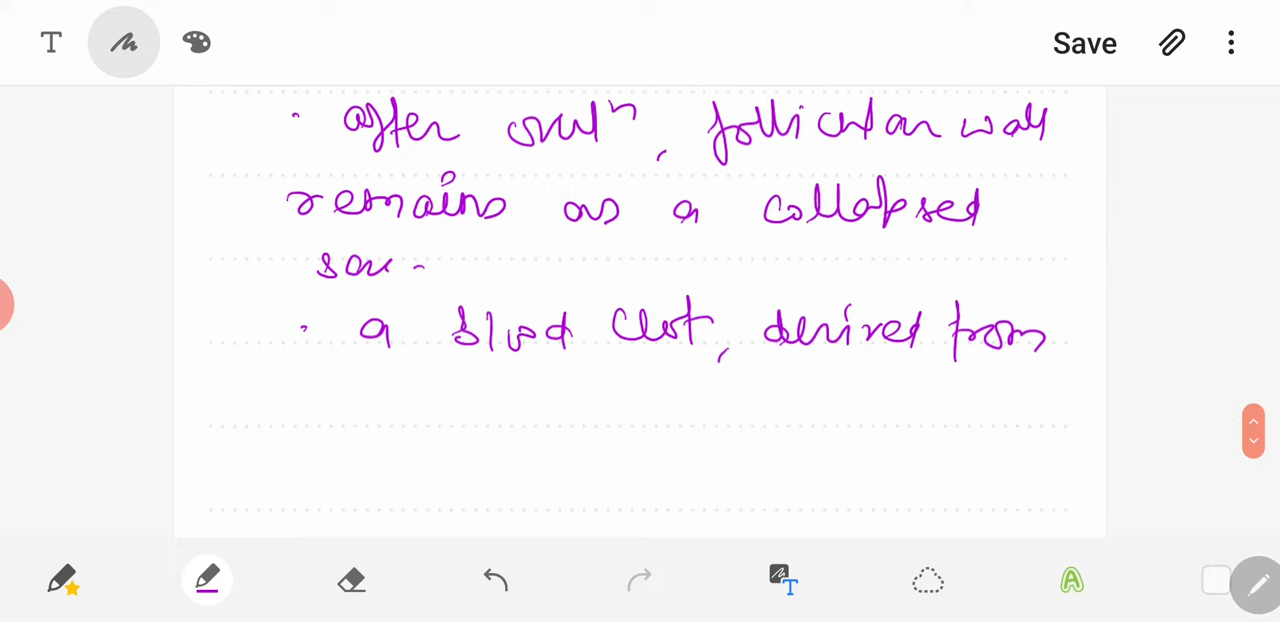 Save
• after ovulⁿ, follicular wall
remains as a collapsed
sac.
• a blood clot, derived from